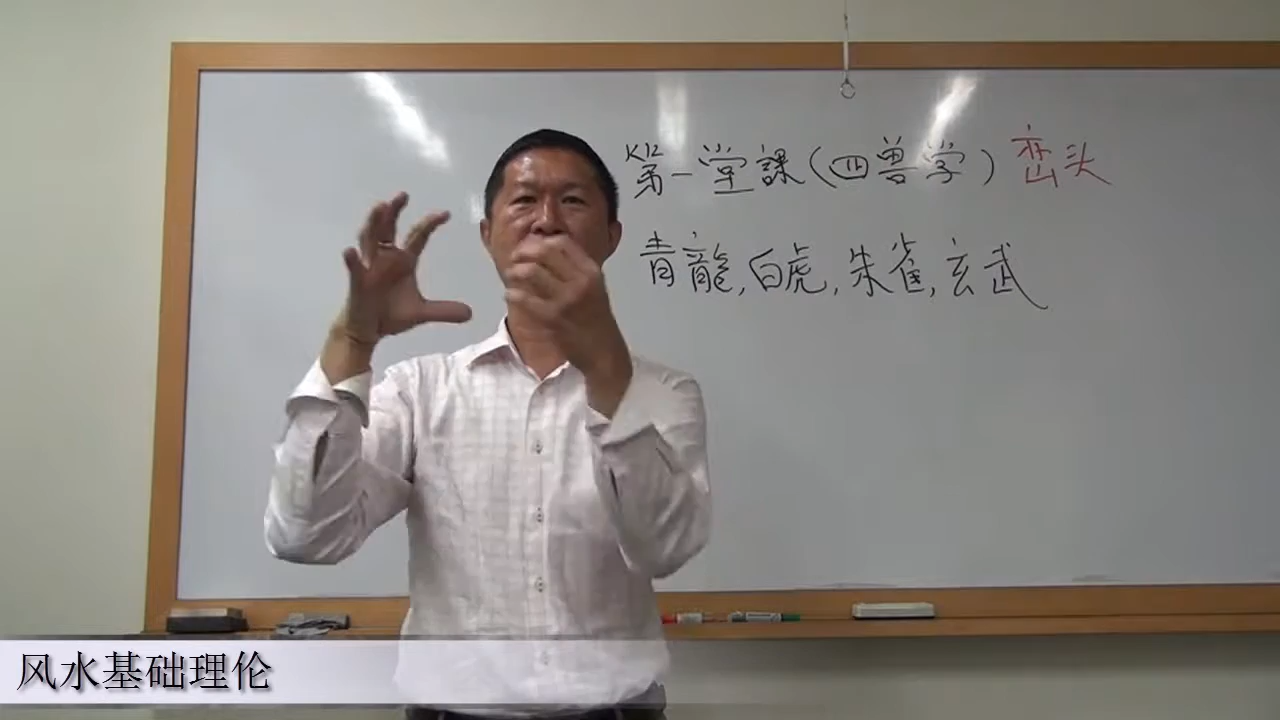 第一堂課(四兽学) 峦头
青龍,白虎,朱雀,玄武
风水基础理伦